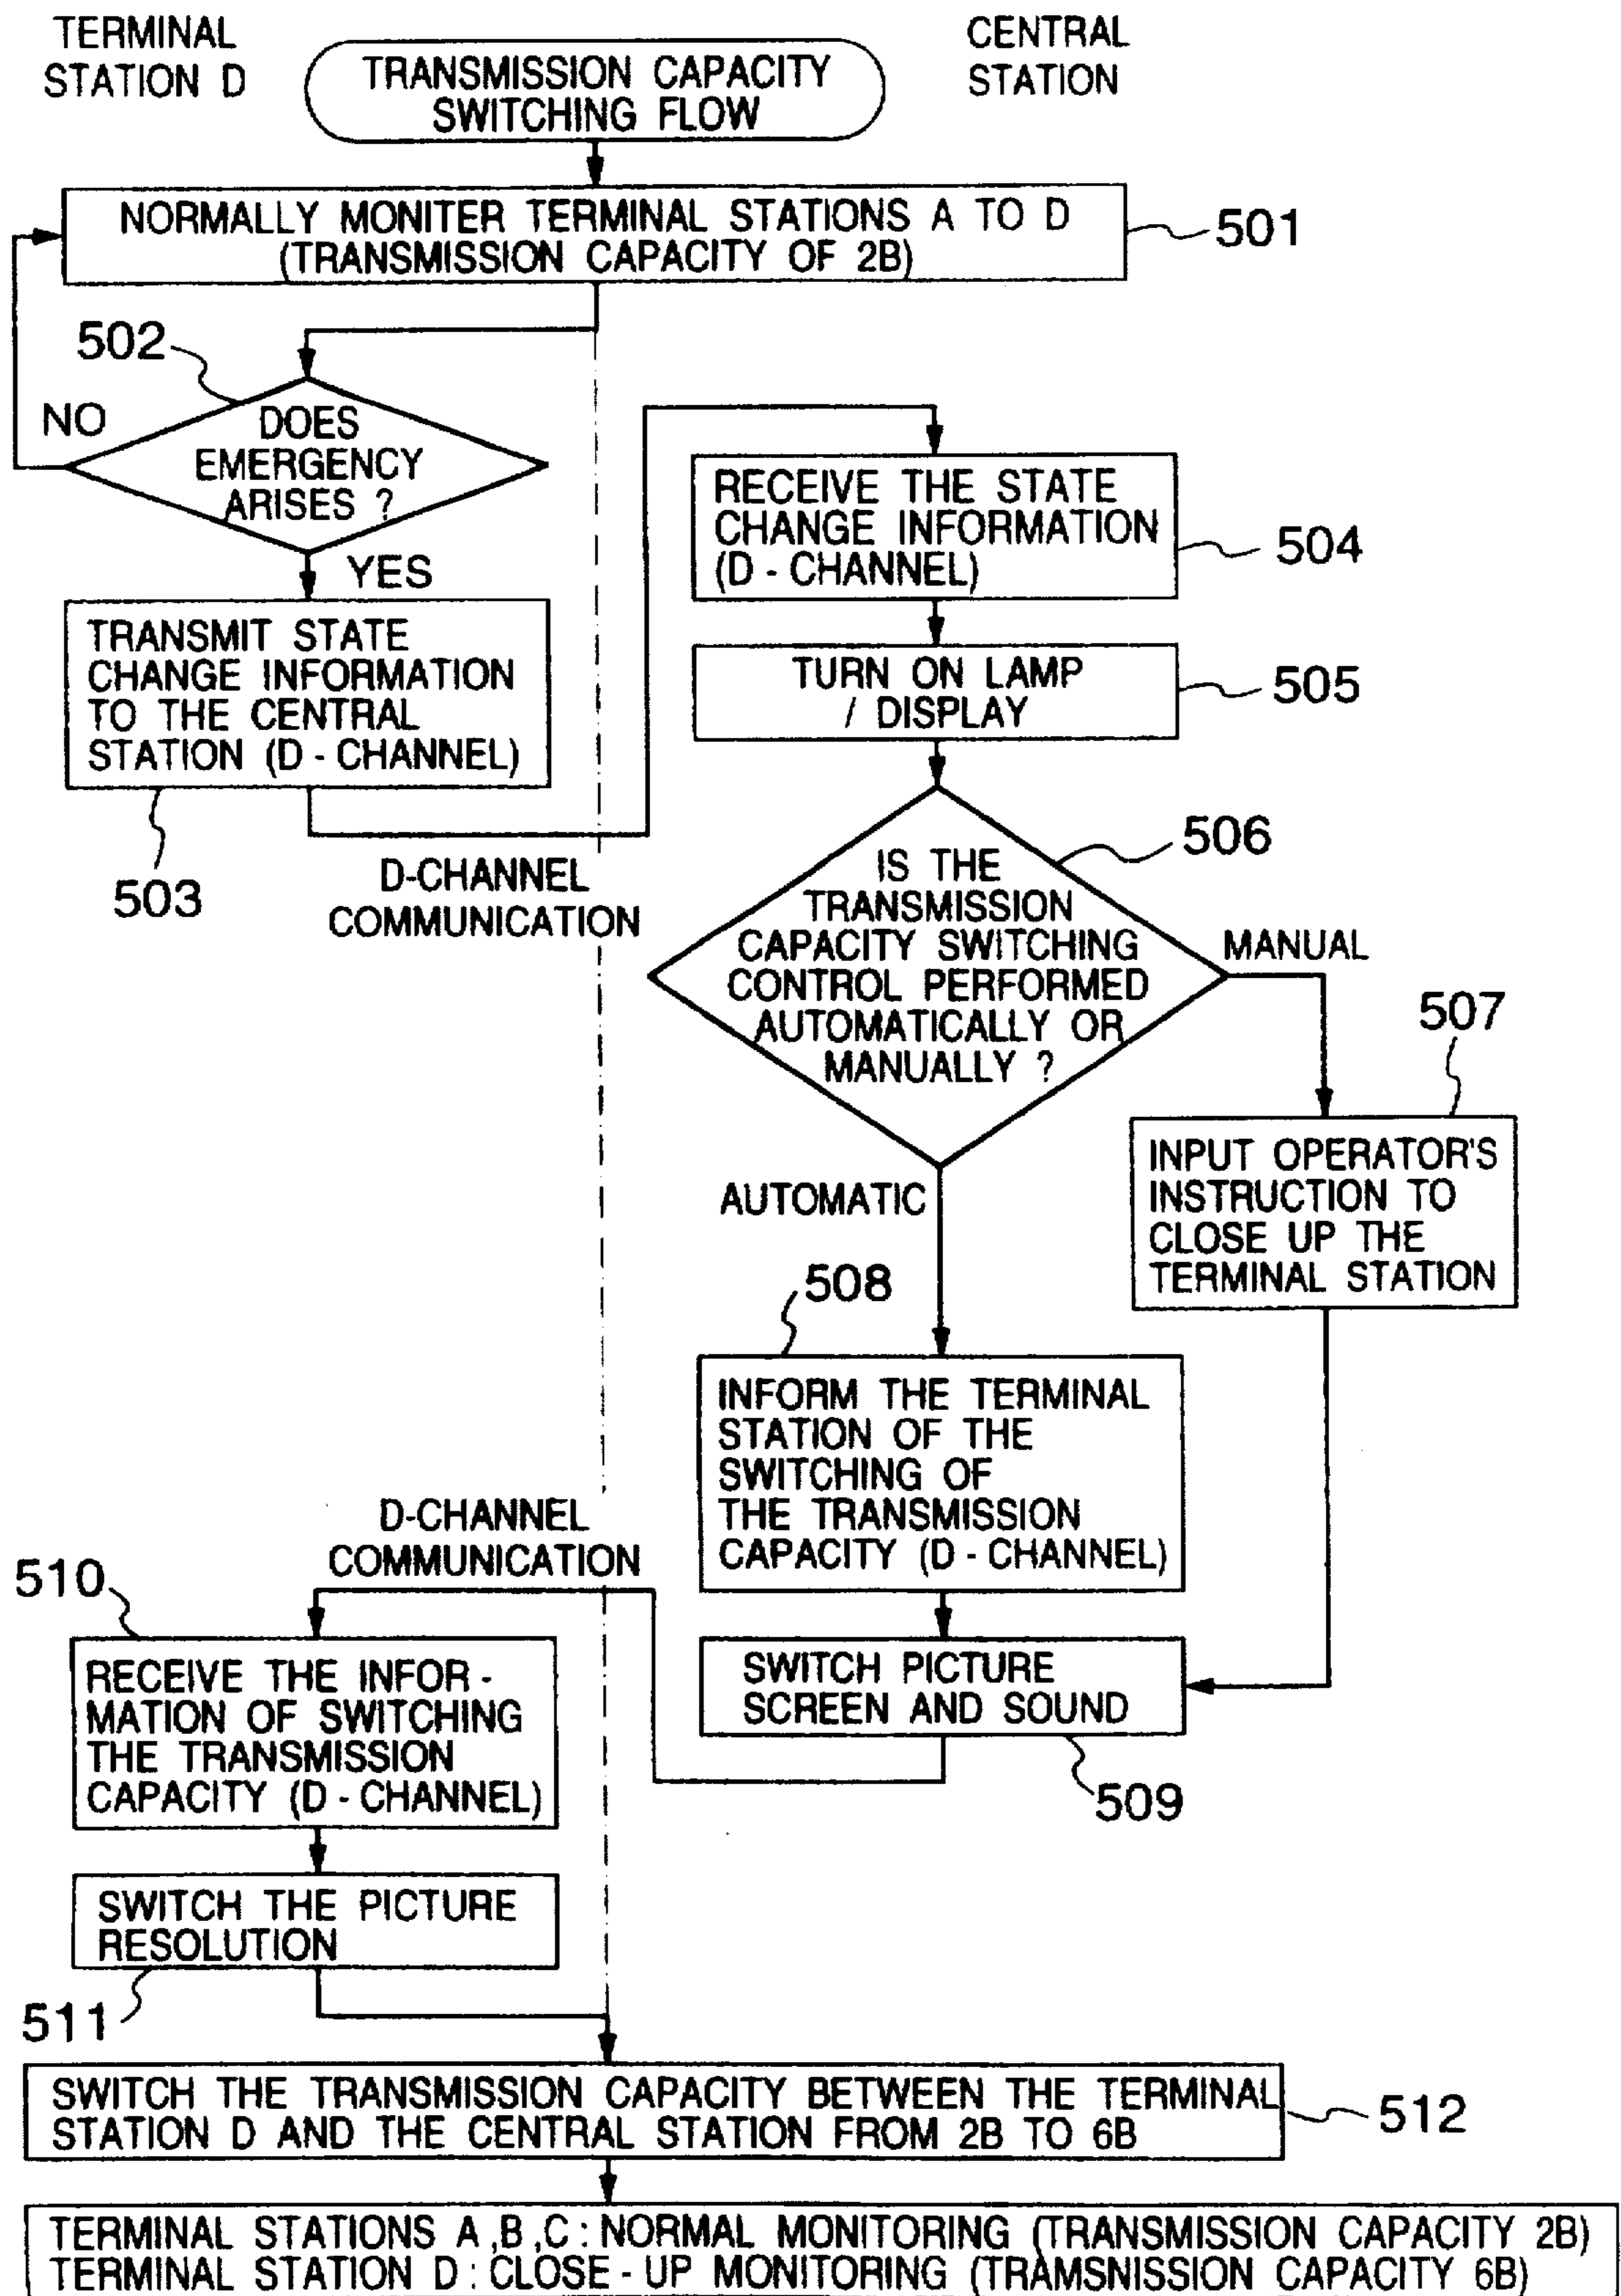 TERMINAL
STATION D
TRANSMISSION CAPACITY
SWITCHING FLOW
CENTRAL
STATION
NORMALLY MONITER TERMINAL STATIONS A TO D
(TRANSMISSION CAPACITY OF 2B)
501
502
NO
DOES
EMERGENCY
ARISES ?
YES
TRANSMIT STATE
CHANGE INFORMATION
TO THE CENTRAL
STATION (D - CHANNEL)
503
D-CHANNEL
COMMUNICATION
RECEIVE THE STATE
CHANGE INFORMATION
(D - CHANNEL)
504
TURN ON LAMP
/ DISPLAY
505
506
IS THE
TRANSMISSION
CAPACITY SWITCHING
CONTROL PERFORMED
AUTOMATICALLY OR
MANUALLY ?
MANUAL
507
INPUT OPERATOR'S
INSTRUCTION TO
CLOSE UP THE
TERMINAL STATION
AUTOMATIC
508
INFORM THE TERMINAL
STATION OF THE
SWITCHING OF
THE TRANSMISSION
CAPACITY (D - CHANNEL)
SWITCH PICTURE
SCREEN AND SOUND
509
D-CHANNEL
COMMUNICATION
510
RECEIVE THE INFOR -
MATION OF SWITCHING
THE TRANSMISSION
CAPACITY (D - CHANNEL)
SWITCH THE PICTURE
RESOLUTION
511
SWITCH THE TRANSMISSION CAPACITY BETWEEN THE TERMINAL
STATION D AND THE CENTRAL STATION FROM 2B TO 6B
512
TERMINAL STATIONS A ,B ,C : NORMAL MONITORING (TRANSMISSION CAPACITY 2B)
TERMINAL STATION D : CLOSE - UP MONITORING (TRAMSNISSION CAPACITY 6B)